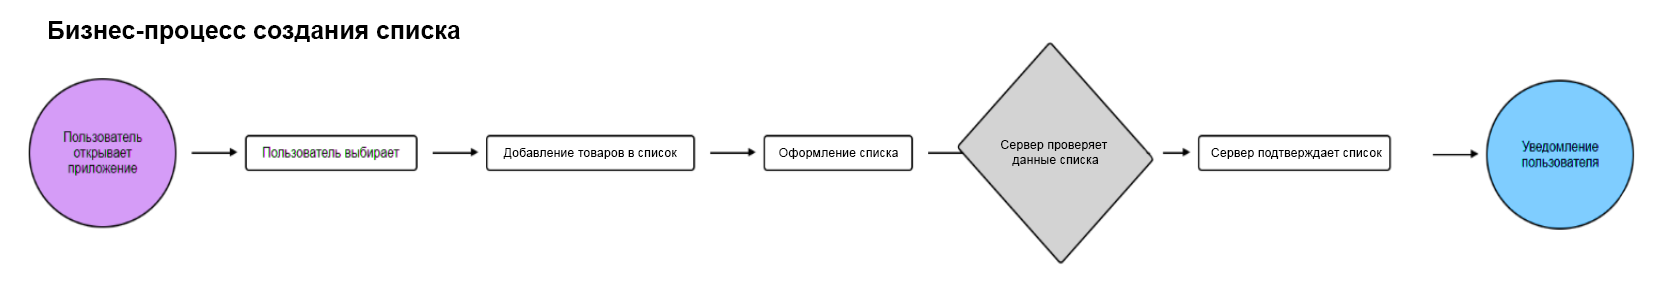 Бизнес-процесс создания списка
Пользователь
открывает
приложение
Пользователь выбирает
Добавление товаров в список
Оформление списка
Сервер проверяет
данные списка
Сервер подтверждает список
Уведомление
пользователя